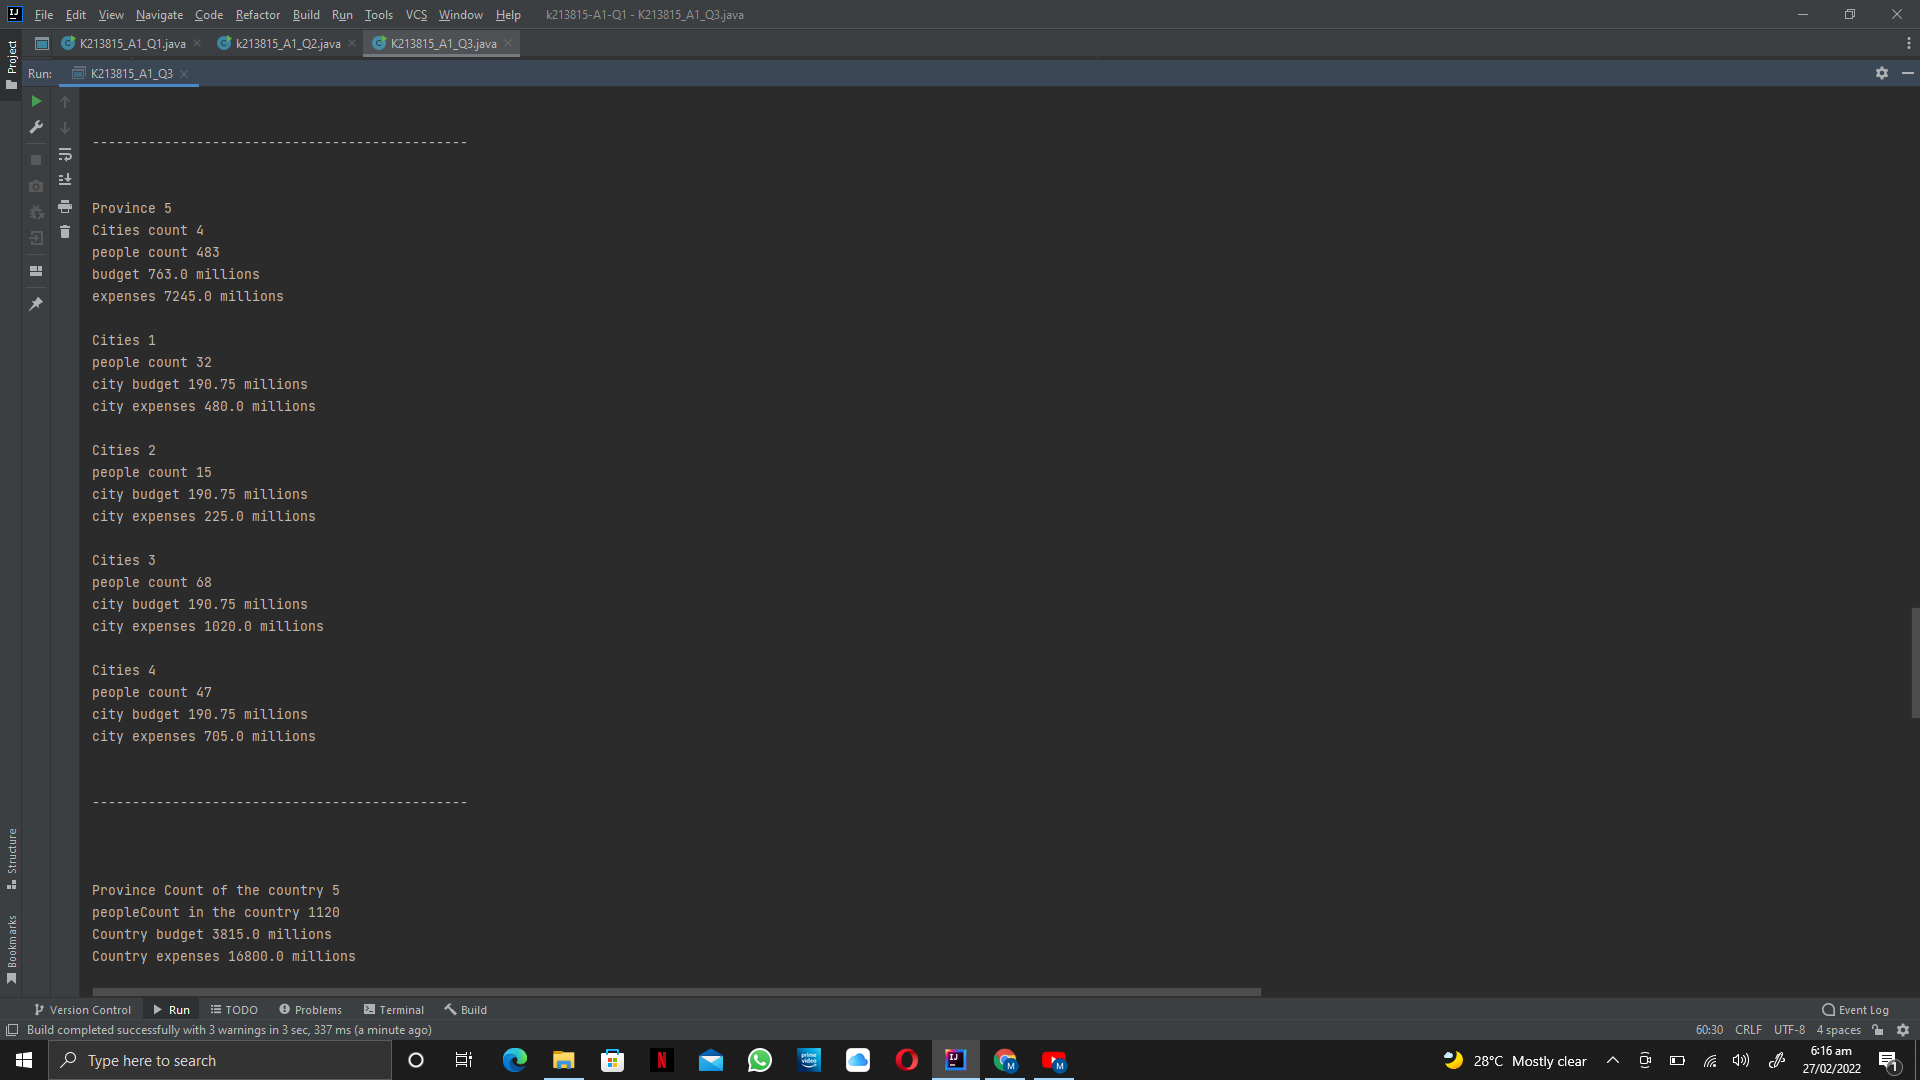 File Edit View Navigate Code Refactor Build Run Tools VCS Window Help k213815-A1-Q1 - K213815_A1_Q3.java
K213815_A1_Q1.java k213815_A1_Q2.java K213815_A1_Q3.java
Project
Run: K213815_A1_Q3
-----------------------------------------------
Province 5
Cities count 4
people count 483
budget 763.0 millions
expenses 7245.0 millions
Cities 1
people count 32
city budget 190.75 millions
city expenses 480.0 millions
Cities 2
people count 15
city budget 190.75 millions
city expenses 225.0 millions
Cities 3
people count 68
city budget 190.75 millions
city expenses 1020.0 millions
Cities 4
people count 47
city budget 190.75 millions
city expenses 705.0 millions
-----------------------------------------------
Structure
Province Count of the country 5
peopleCount in the country 1120
Country budget 3815.0 millions
Country expenses 16800.0 millions
Bookmarks
Version Control Run TODO Problems Terminal Build Event Log
Build completed successfully with 3 warnings in 3 sec, 337 ms (a minute ago) 60:30 CRLF UTF-8 4 spaces
Type here to search 28°C Mostly clear 6:16 am
27/02/2022